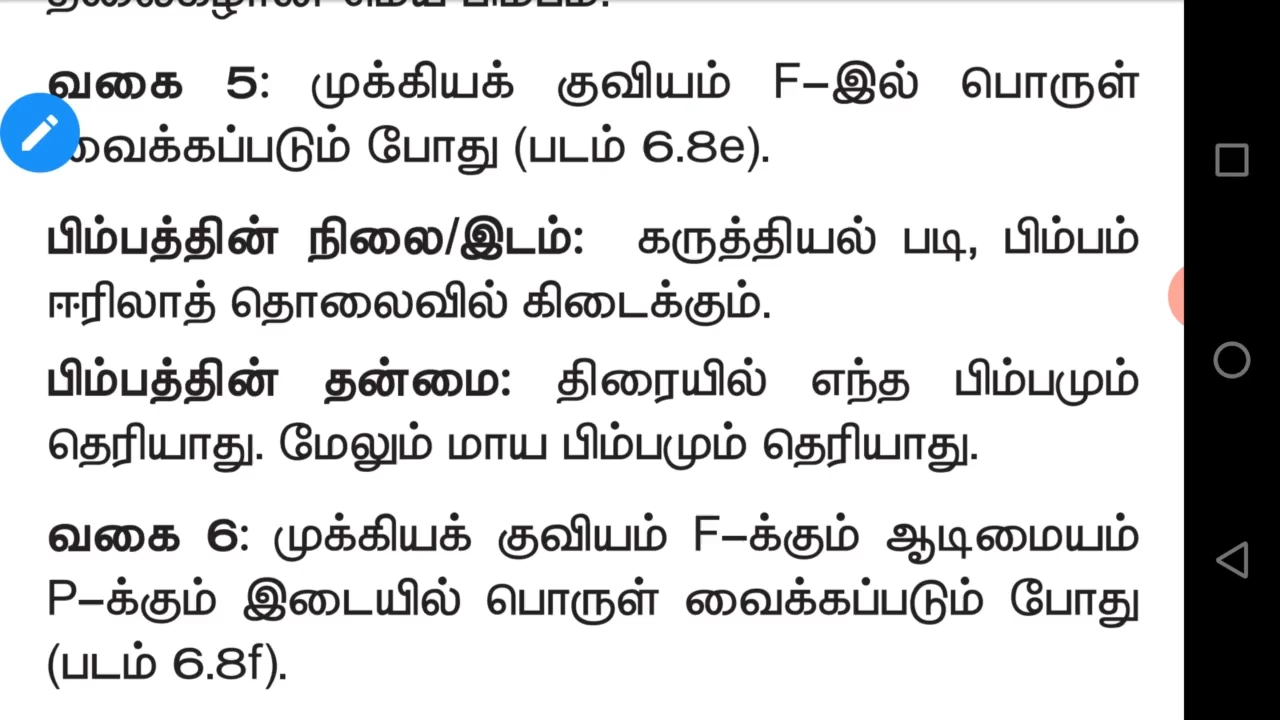 வகை 5: முக்கியக் குவியம் F–இல் பொருள்
வைக்கப்படும் போது (படம் 6.8e).
பிம்பத்தின் நிலை/இடம்: கருத்தியல் படி, பிம்பம்
ஈரிலாத் தொலைவில் கிடைக்கும்.
பிம்பத்தின் தன்மை: திரையில் எந்த பிம்பமும்
தெரியாது. மேலும் மாய பிம்பமும் தெரியாது.
வகை 6: முக்கியக் குவியம் F–க்கும் ஆடிமையம்
P–க்கும் இடையில் பொருள் வைக்கப்படும் போது
(படம் 6.8f).